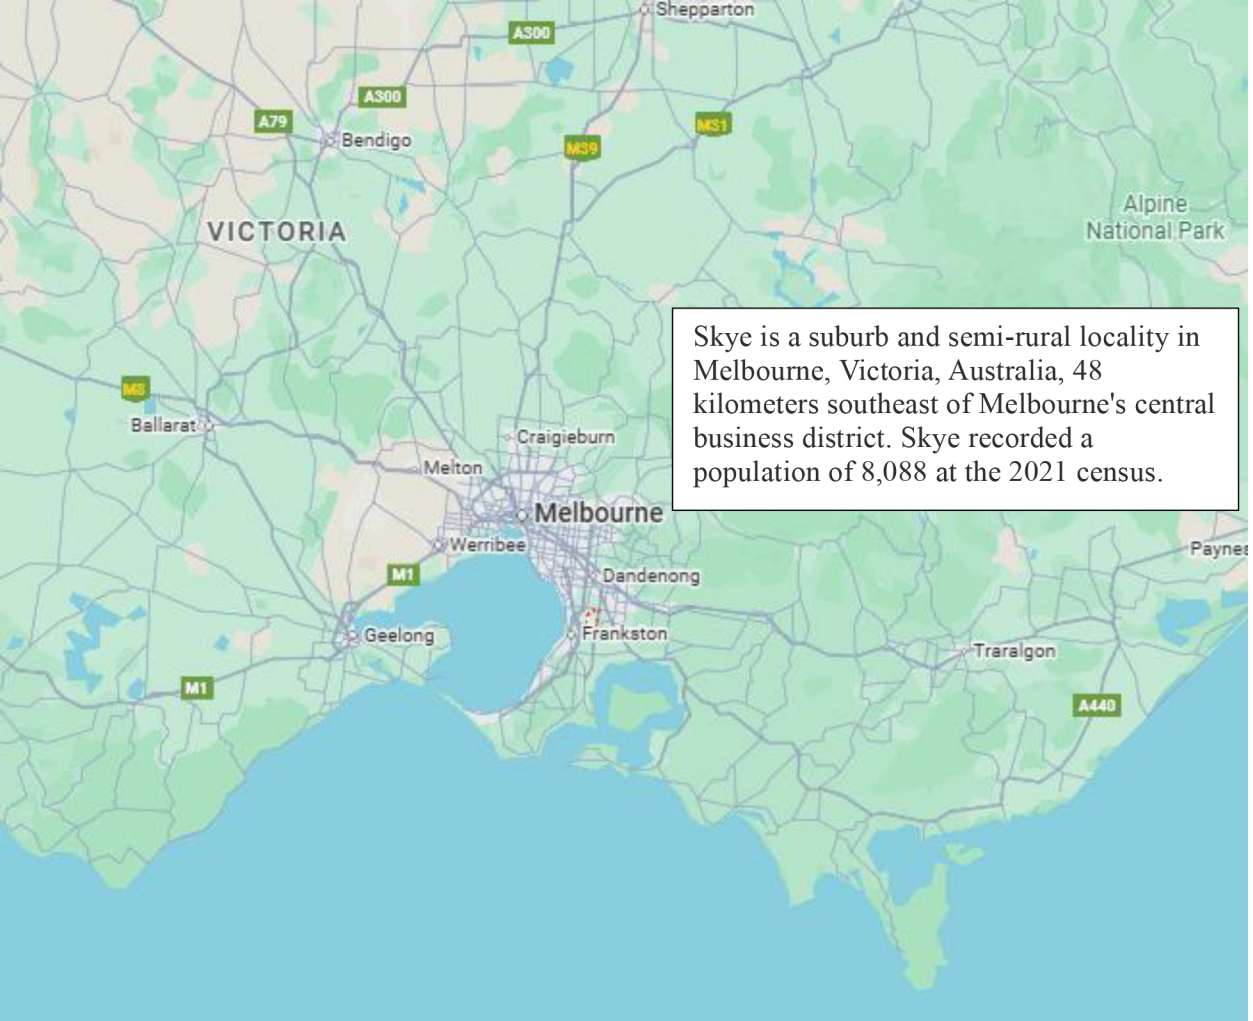 Shepparton
A300
A300
A79
M31
Bendigo
M39
Alpine
National Park
VICTORIA
Skye is a suburb and semi-rural locality in
Melbourne, Victoria, Australia, 48
kilometers southeast of Melbourne's central
business district. Skye recorded a
population of 8,088 at the 2021 census.
M8
Ballarat
Craigieburn
Melton
Melbourne
Werribee
Paynes
M1
Dandenong
Geelong
Frankston
Traralgon
M1
A440